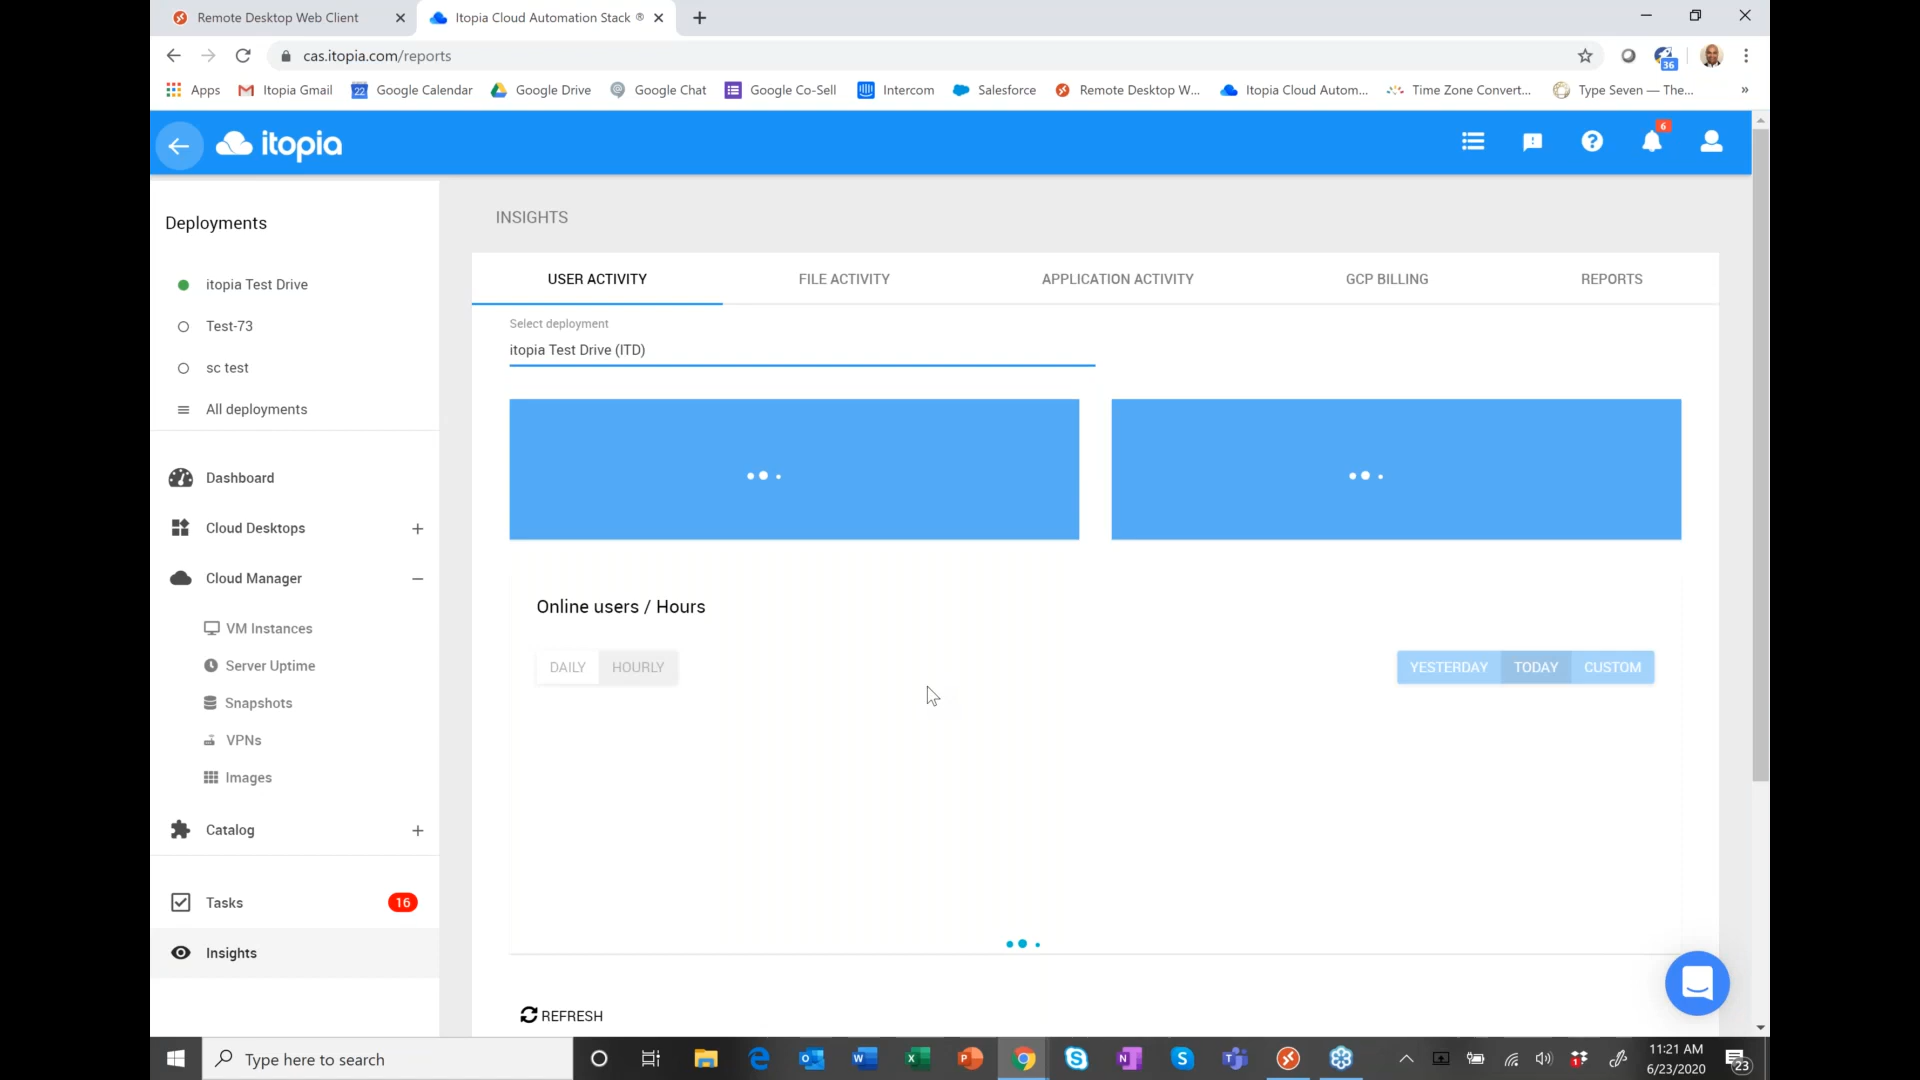 Remote Desktop Web Client
Itopia Cloud Automation Stack ®
cas.itopia.com/reports
36
Apps
Itopia Gmail
22
Google Calendar
Google Drive
Google Chat
Google Co-Sell
Intercom
Salesforce
Remote Desktop W...
Itopia Cloud Autom...
Time Zone Convert...
Type Seven — The...
»
itopia
6
Deployments
itopia Test Drive
Test-73
sc test
All deployments
Dashboard
Cloud Desktops +
Cloud Manager −
VM Instances
Server Uptime
Snapshots
VPNs
Images
Catalog +
Tasks 16
Insights
INSIGHTS
USER ACTIVITY
FILE ACTIVITY
APPLICATION ACTIVITY
GCP BILLING
REPORTS
Select deployment
itopia Test Drive (ITD)
Online users / Hours
DAILY HOURLY
YESTERDAY TODAY CUSTOM
REFRESH
Type here to search
11:21 AM
6/23/2020
23